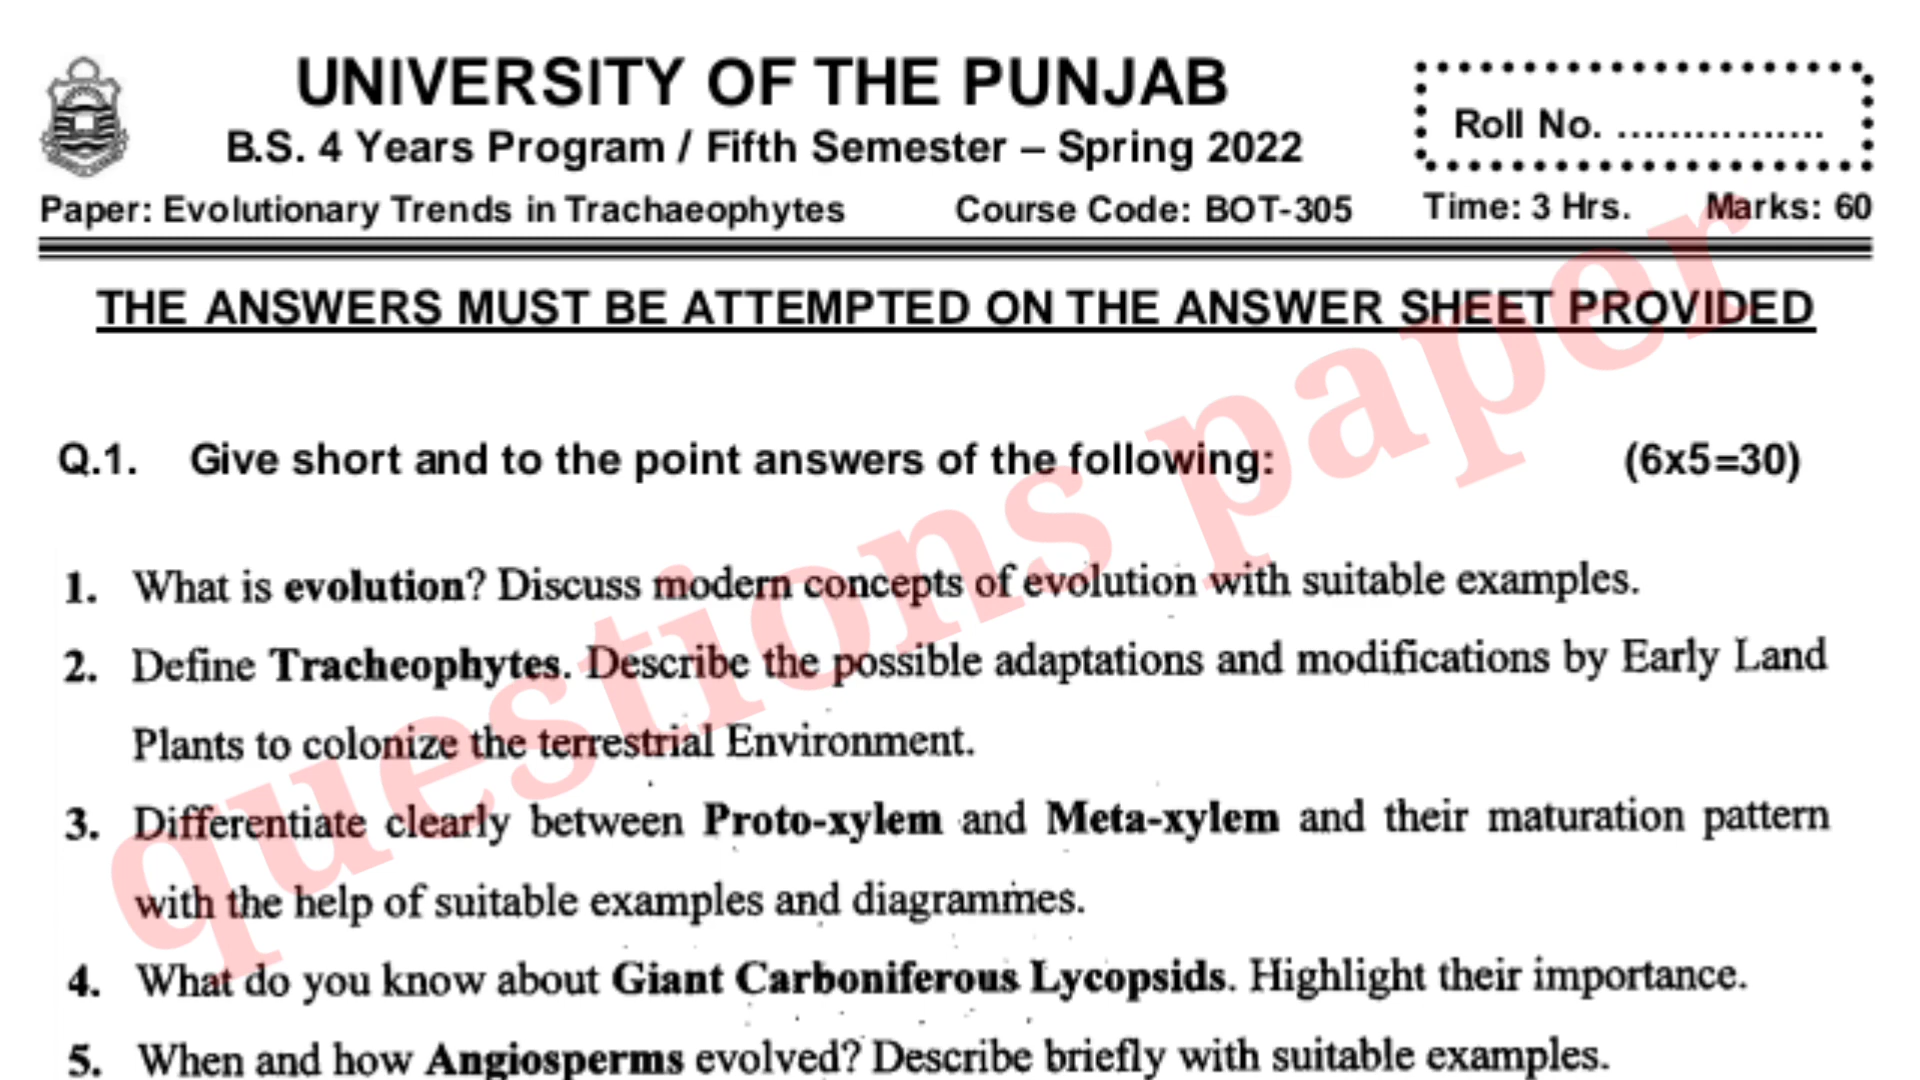 UNIVERSITY OF THE PUNJAB
B.S. 4 Years Program / Fifth Semester – Spring 2022
Roll No. ................
Paper: Evolutionary Trends in Trachaeophytes Course Code: BOT-305 Time: 3 Hrs. Marks: 60
THE ANSWERS MUST BE ATTEMPTED ON THE ANSWER SHEET PROVIDED
Q.1. Give short and to the point answers of the following: (6x5=30)
1. What is evolution? Discuss modern concepts of evolution with suitable examples.
2. Define Tracheophytes. Describe the possible adaptations and modifications by Early Land
Plants to colonize the terrestrial Environment.
3. Differentiate clearly between Proto-xylem and Meta-xylem and their maturation pattern
with the help of suitable examples and diagrammes.
4. What do you know about Giant Carboniferous Lycopsids. Highlight their importance.
5. When and how Angiosperms evolved? Describe briefly with suitable examples.
questions paper